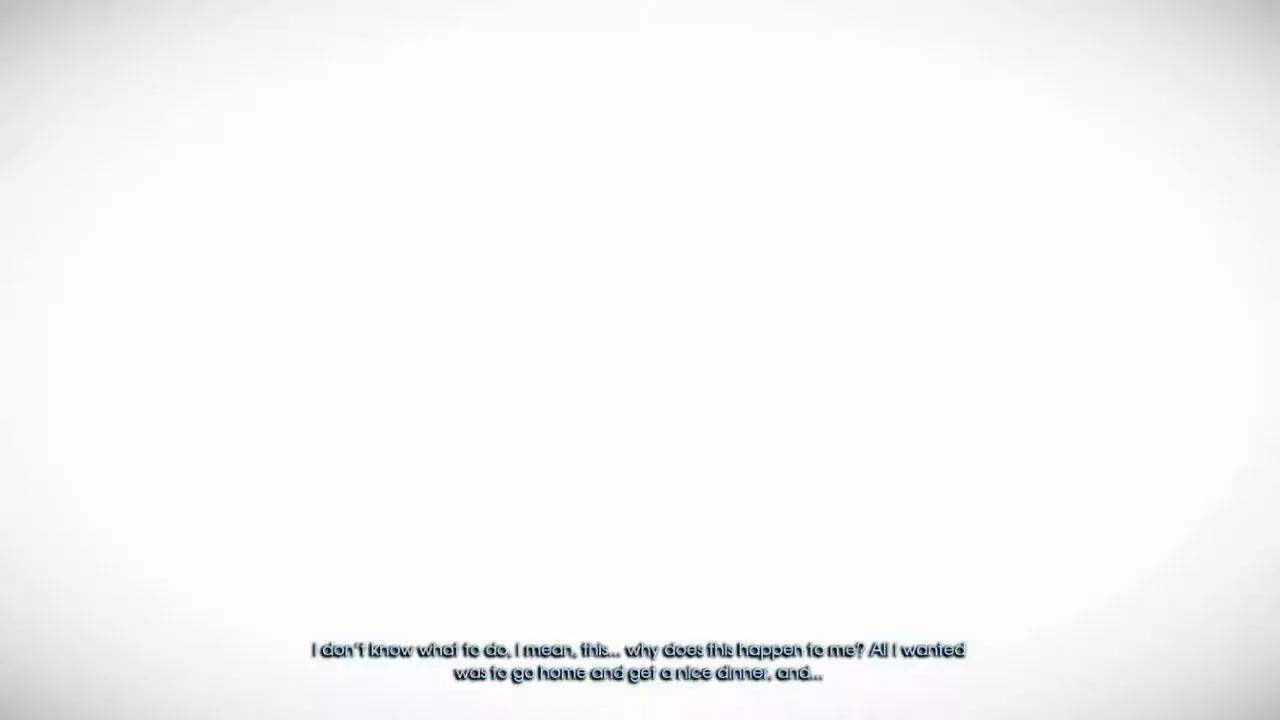 I don't know what to do, I mean, this... why does this happen to me? All I wanted
was to go home and get a nice dinner, and...